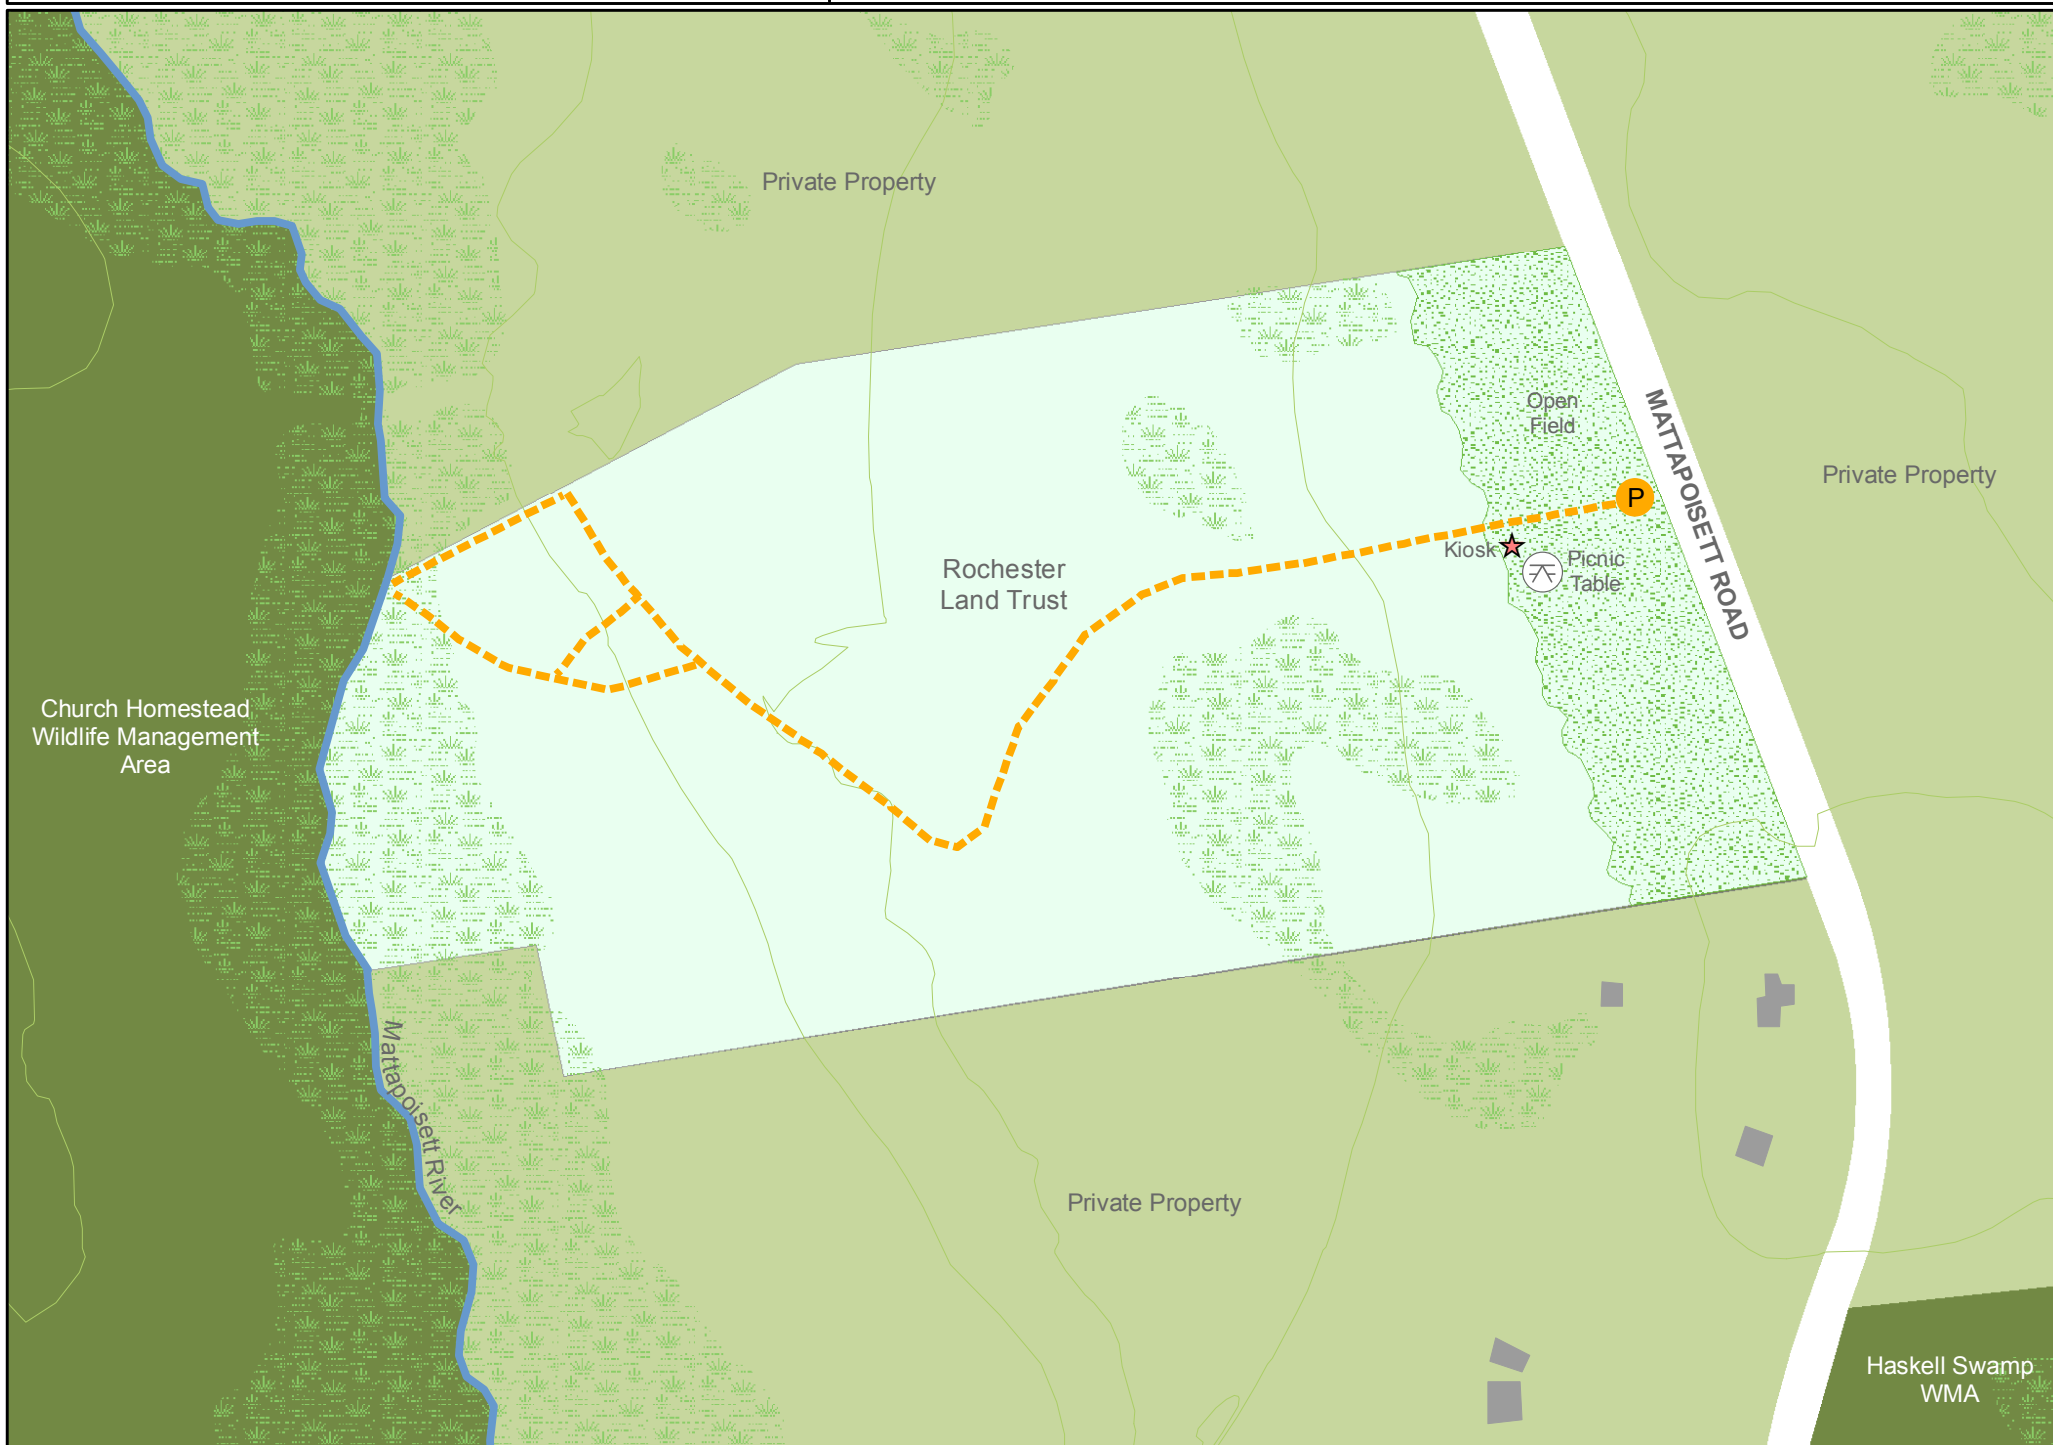 Private Property
Open
Field
MATTAPOISETT ROAD
Private Property
P
Kiosk
Picnic
Table
Rochester
Land Trust
Church Homestead
Wildlife Management
Area
Mattapoisett River
Private Property
Haskell Swamp
WMA